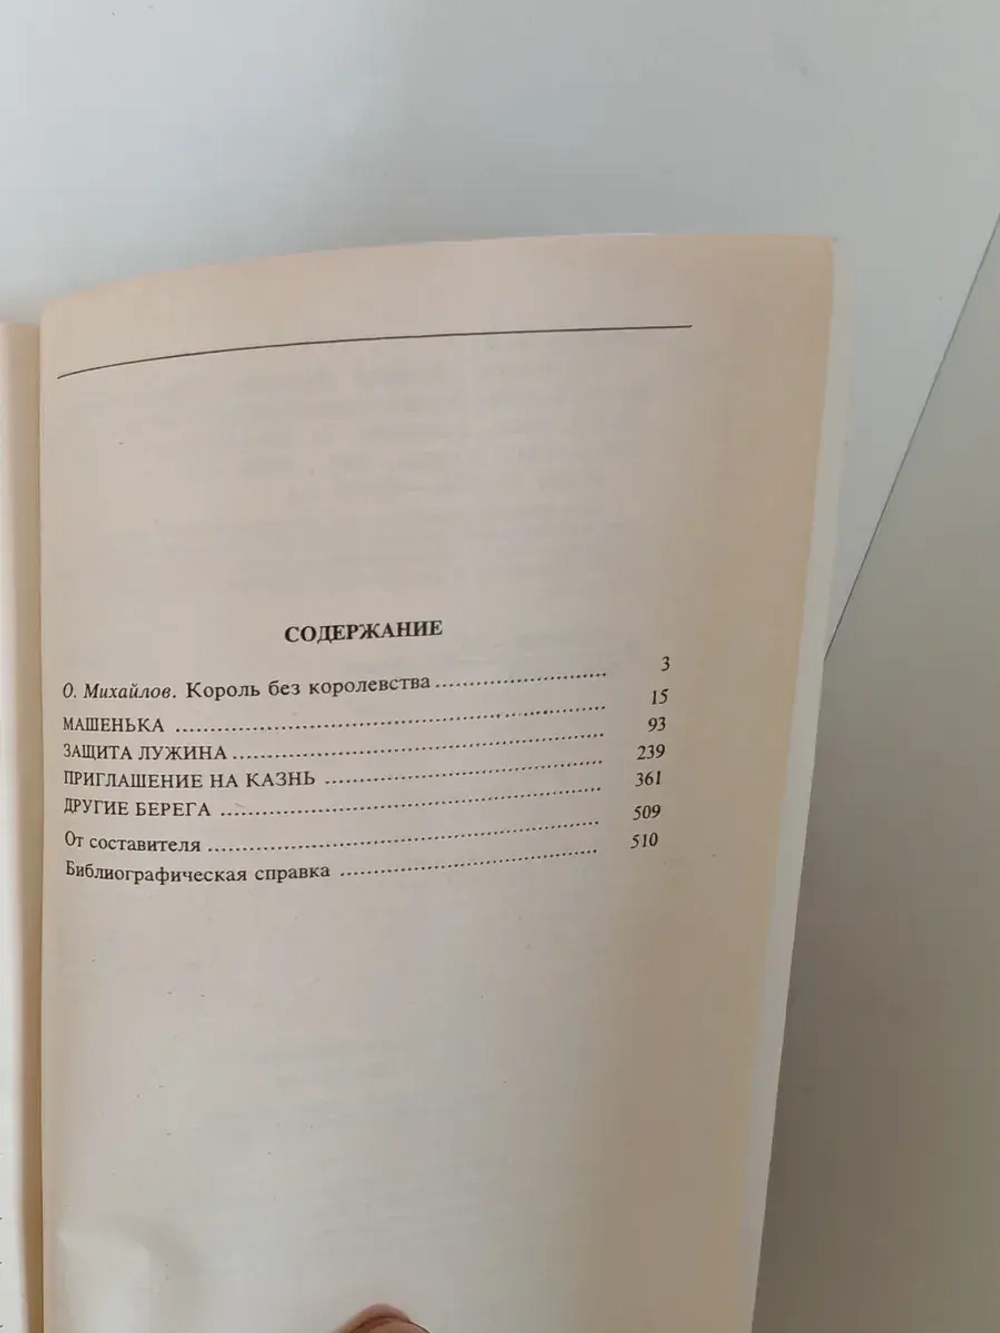 СОДЕРЖАНИЕ
О. Михайлов. Король без королевства........................... 3
МАШЕНЬКА ................................................................ 15
ЗАЩИТА ЛУЖИНА....................................................... 93
ПРИГЛАШЕНИЕ НА КАЗНЬ ......................................... 239
ДРУГИЕ БЕРЕГА ......................................................... 361
От составителя ........................................................... 509
Библиографическая справка ....................................... 510